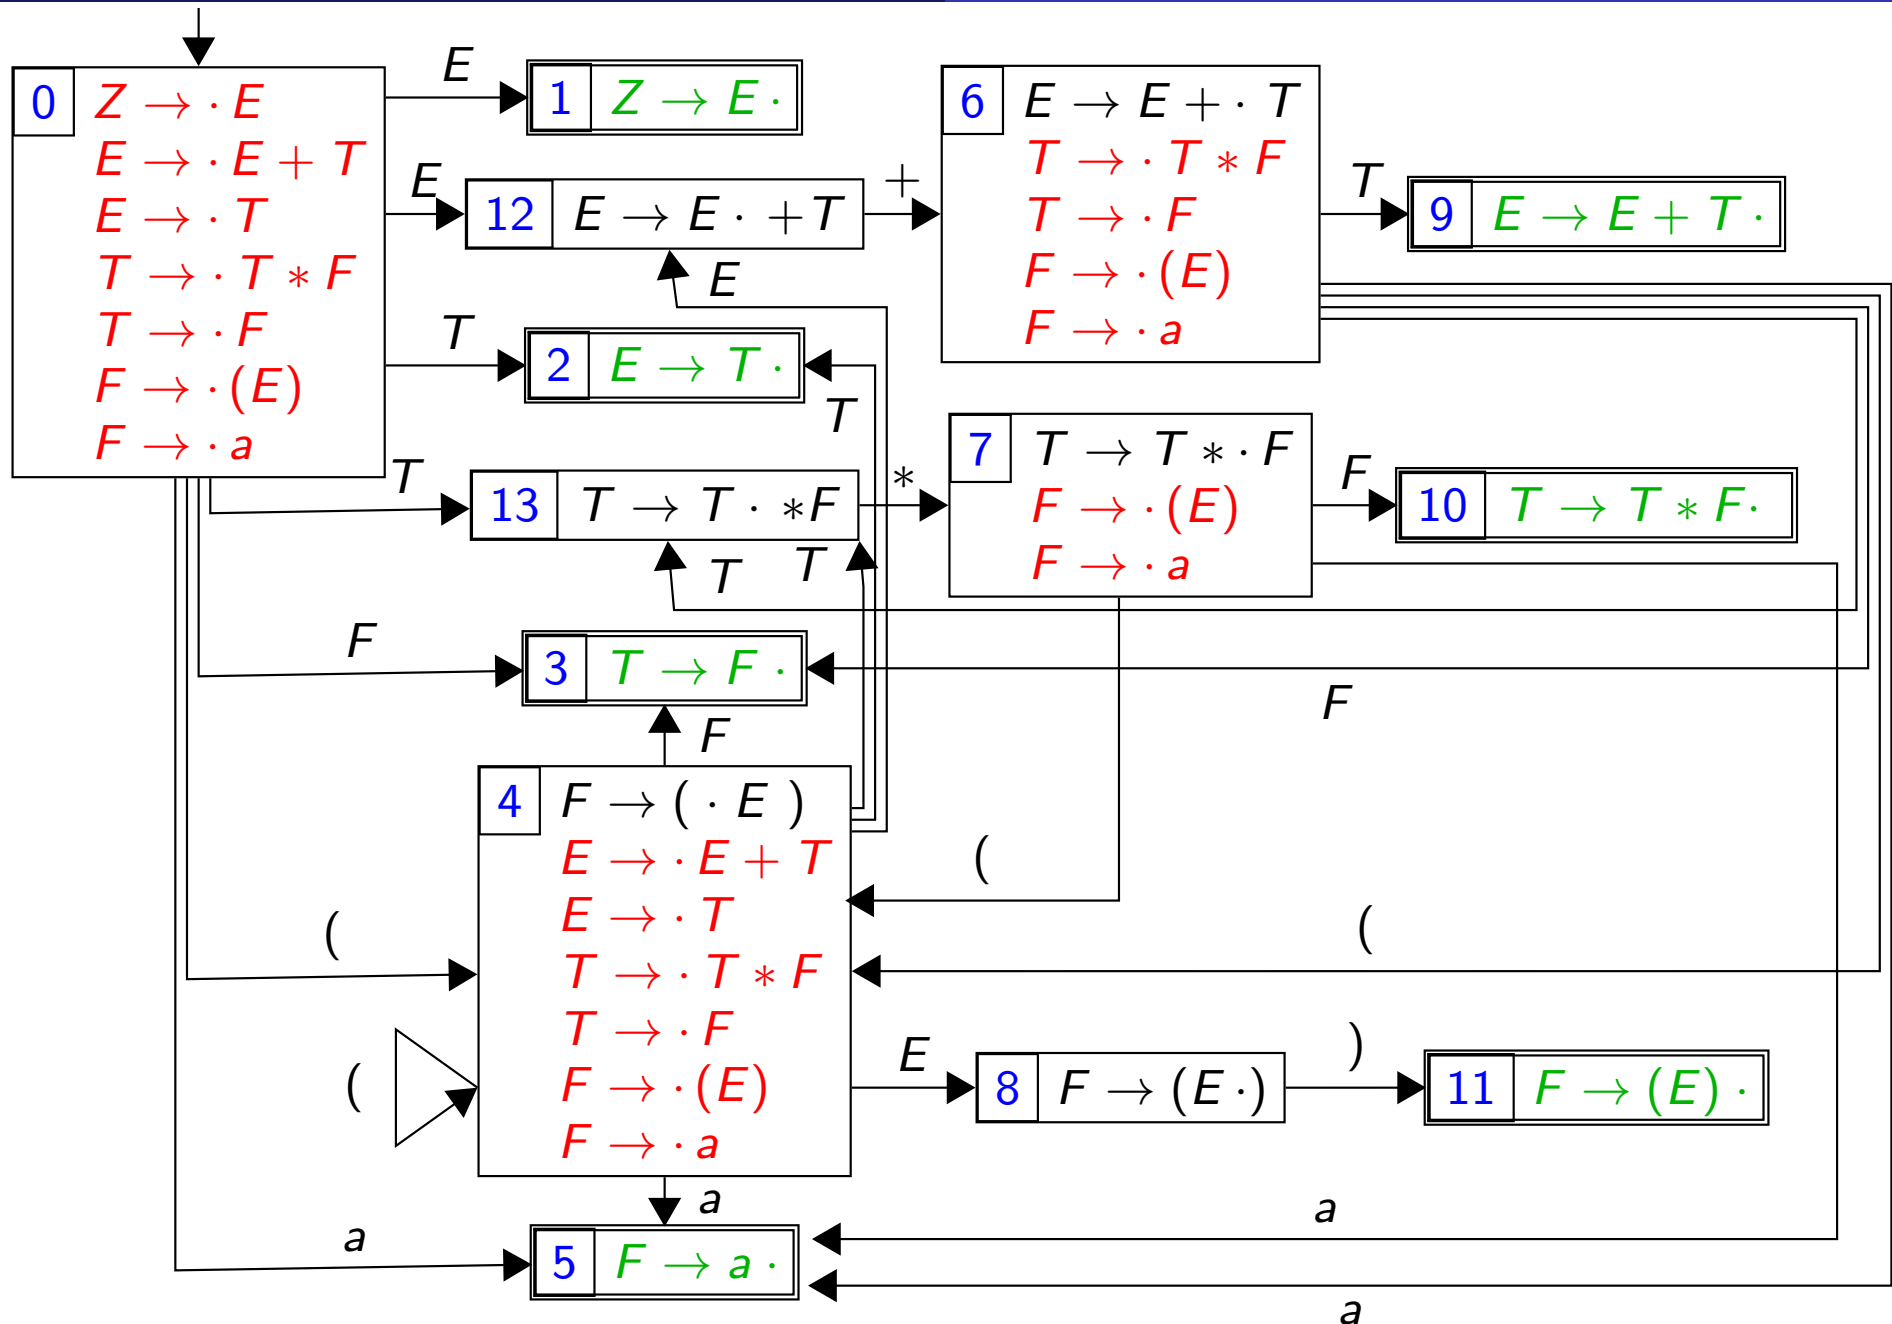 0 Z → · E
E → · E + T
E → · T
T → · T ∗ F
T → · F
F → · (E)
F → · a
E
1 Z → E ·
E
12 E → E · +T
+
6 E → E + · T
T → · T ∗ F
T → · F
F → · (E)
F → · a
T
9 E → E + T ·
E
T
2 E → T ·
T
T
13 T → T · ∗F
∗
7 T → T ∗ · F
F → · (E)
F → · a
F
10 T → T ∗ F ·
T
T
F
3 T → F ·
F
F
4 F → ( · E )
E → · E + T
E → · T
T → · T ∗ F
T → · F
F → · (E)
F → · a
(
(
(
(
E
8 F → (E ·)
)
11 F → (E) ·
a
a
5 F → a ·
a
a